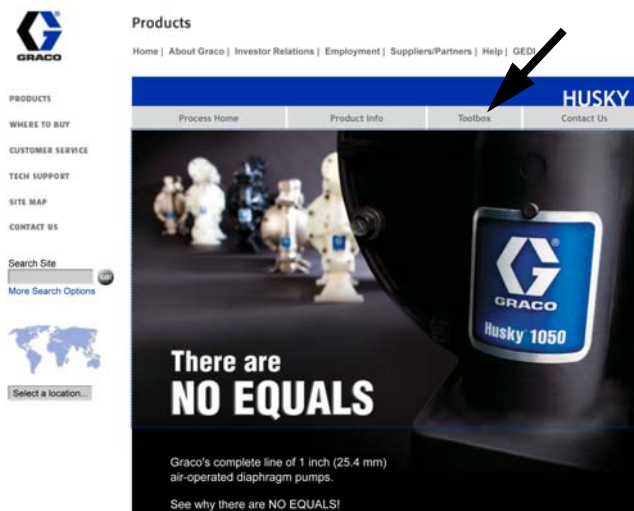 GRACO
Products
Home | About Graco | Investor Relations | Employment | Suppliers/Partners | Help | GEDI
HUSKY
Process Home
Product Info
Toolbox
Contact Us
PRODUCTS
WHERE TO BUY
CUSTOMER SERVICE
TECH SUPPORT
SITE MAP
CONTACT US
Search Site
GO!
More Search Options
Select a location...
GRACO
Husky 1050
There are
NO EQUALS
Graco's complete line of 1 inch (25.4 mm)
air-operated diaphragm pumps.
See why there are NO EQUALS!